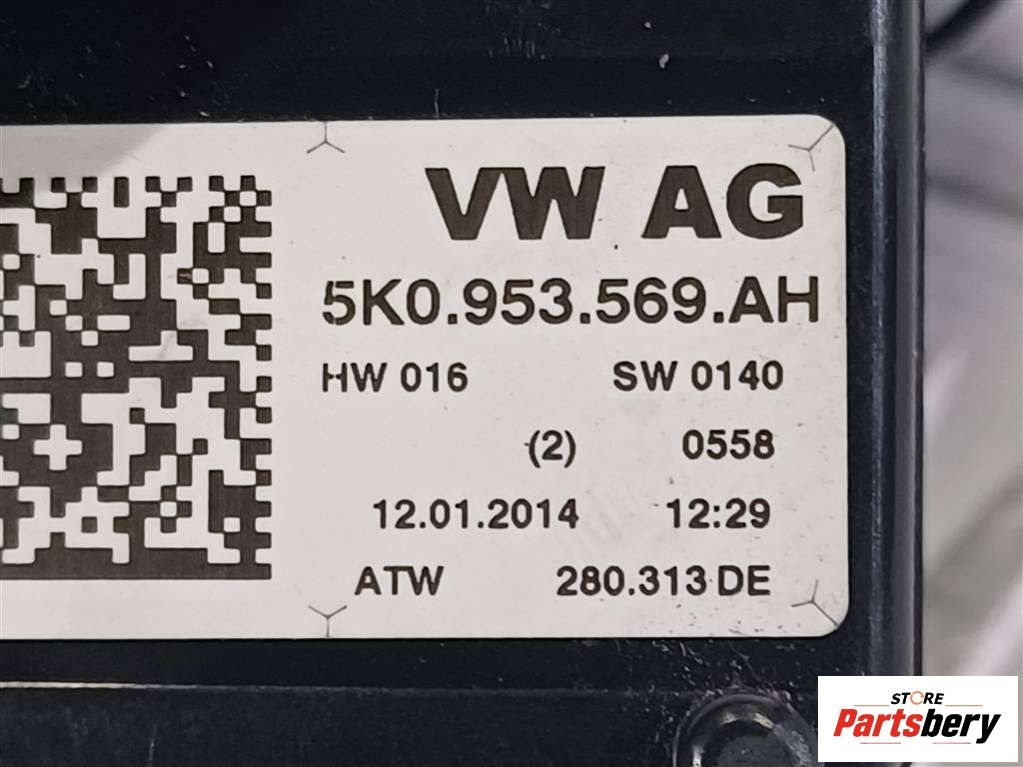 VW AG
5K0.953.569.AH
HW 016 SW 0140
(2) 0558
12.01.2014 12:29
ATW 280.313 DE
STORE
Partsbery